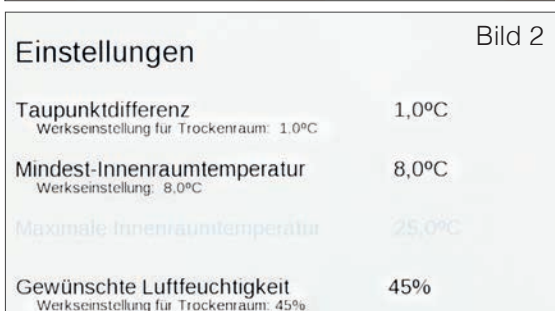 Bild 2
Einstellungen
Taupunktdifferenz 1,0ºC
Werkseinstellung für Trockenraum: 1.0ºC
Mindest-Innenraumtemperatur 8,0ºC
Werkseinstellung: 8,0ºC
Maximale Innenraumtemperatur 25,0ºC
Gewünschte Luftfeuchtigkeit 45%
Werkseinstellung für Trockenraum: 45%